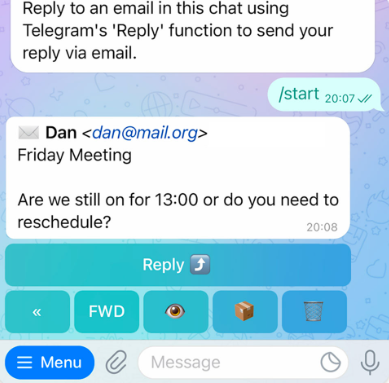 Reply to an email in this chat using
Telegram's 'Reply' function to send your
reply via email.
/start 20:07
Dan <dan@mail.org>
Friday Meeting
Are we still on for 13:00 or do you need to
reschedule?
20:08
Reply
« FWD
Menu Message